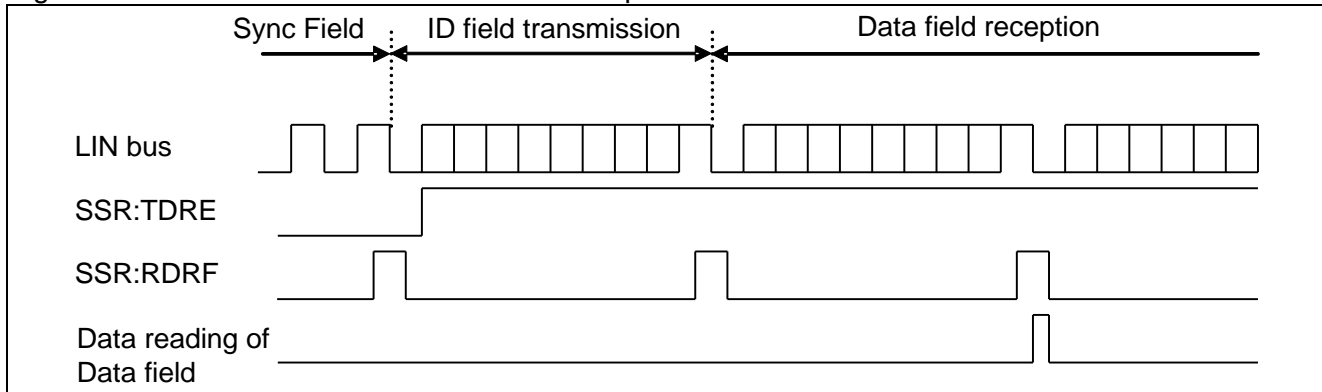 Sync Field ID field transmission Data field reception
LIN bus
SSR:TDRE
SSR:RDRF
Data reading of
Data field